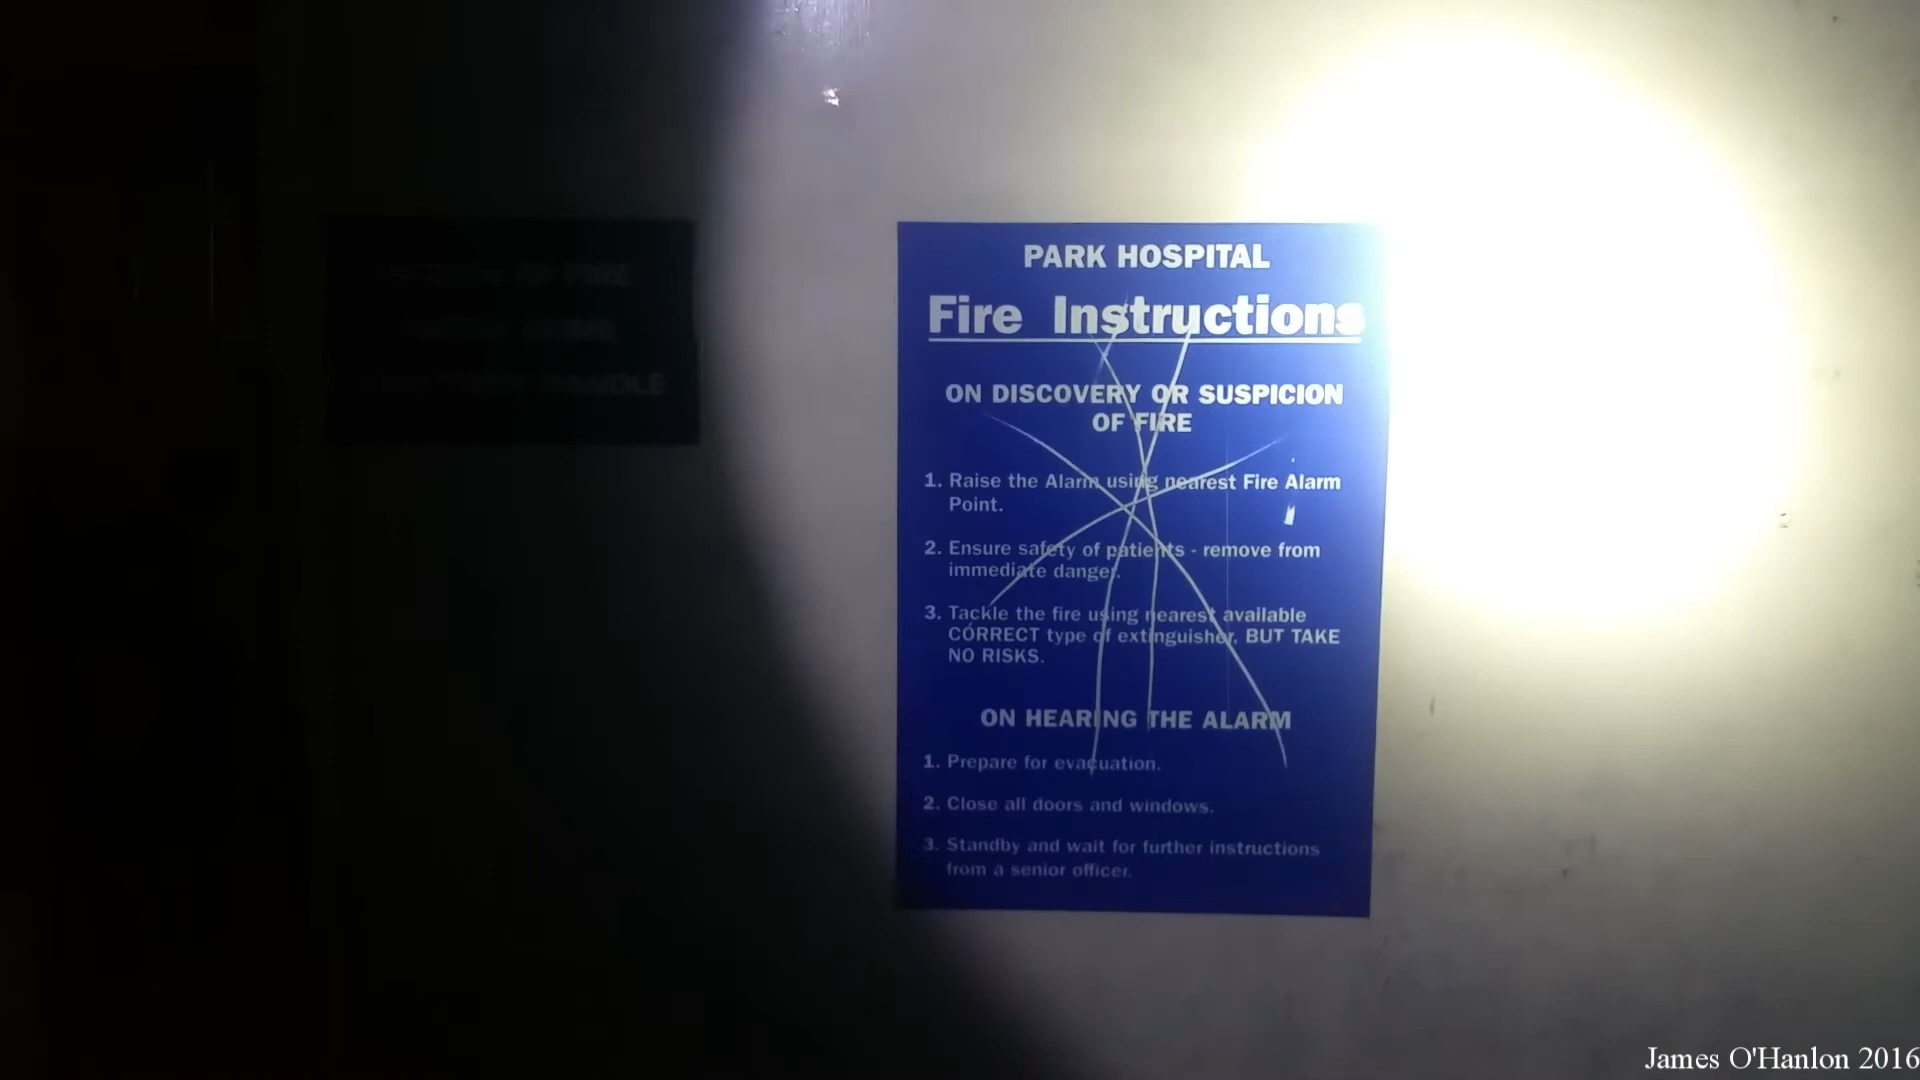 OF FIRE
HANDLE
PARK HOSPITAL
Fire Instructions
ON DISCOVERY OR SUSPICION
OF FIRE
1. Raise the Alarm using nearest Fire Alarm
Point.
2. Ensure safety of patients - remove from
immediate danger.
3. Tackle the fire using nearest available
CORRECT type of extinguisher, BUT TAKE
NO RISKS.
ON HEARING THE ALARM
1. Prepare for evacuation.
2. Close all doors and windows.
3. Standby and wait for further instructions
from a senior officer.
James O'Hanlon 2016